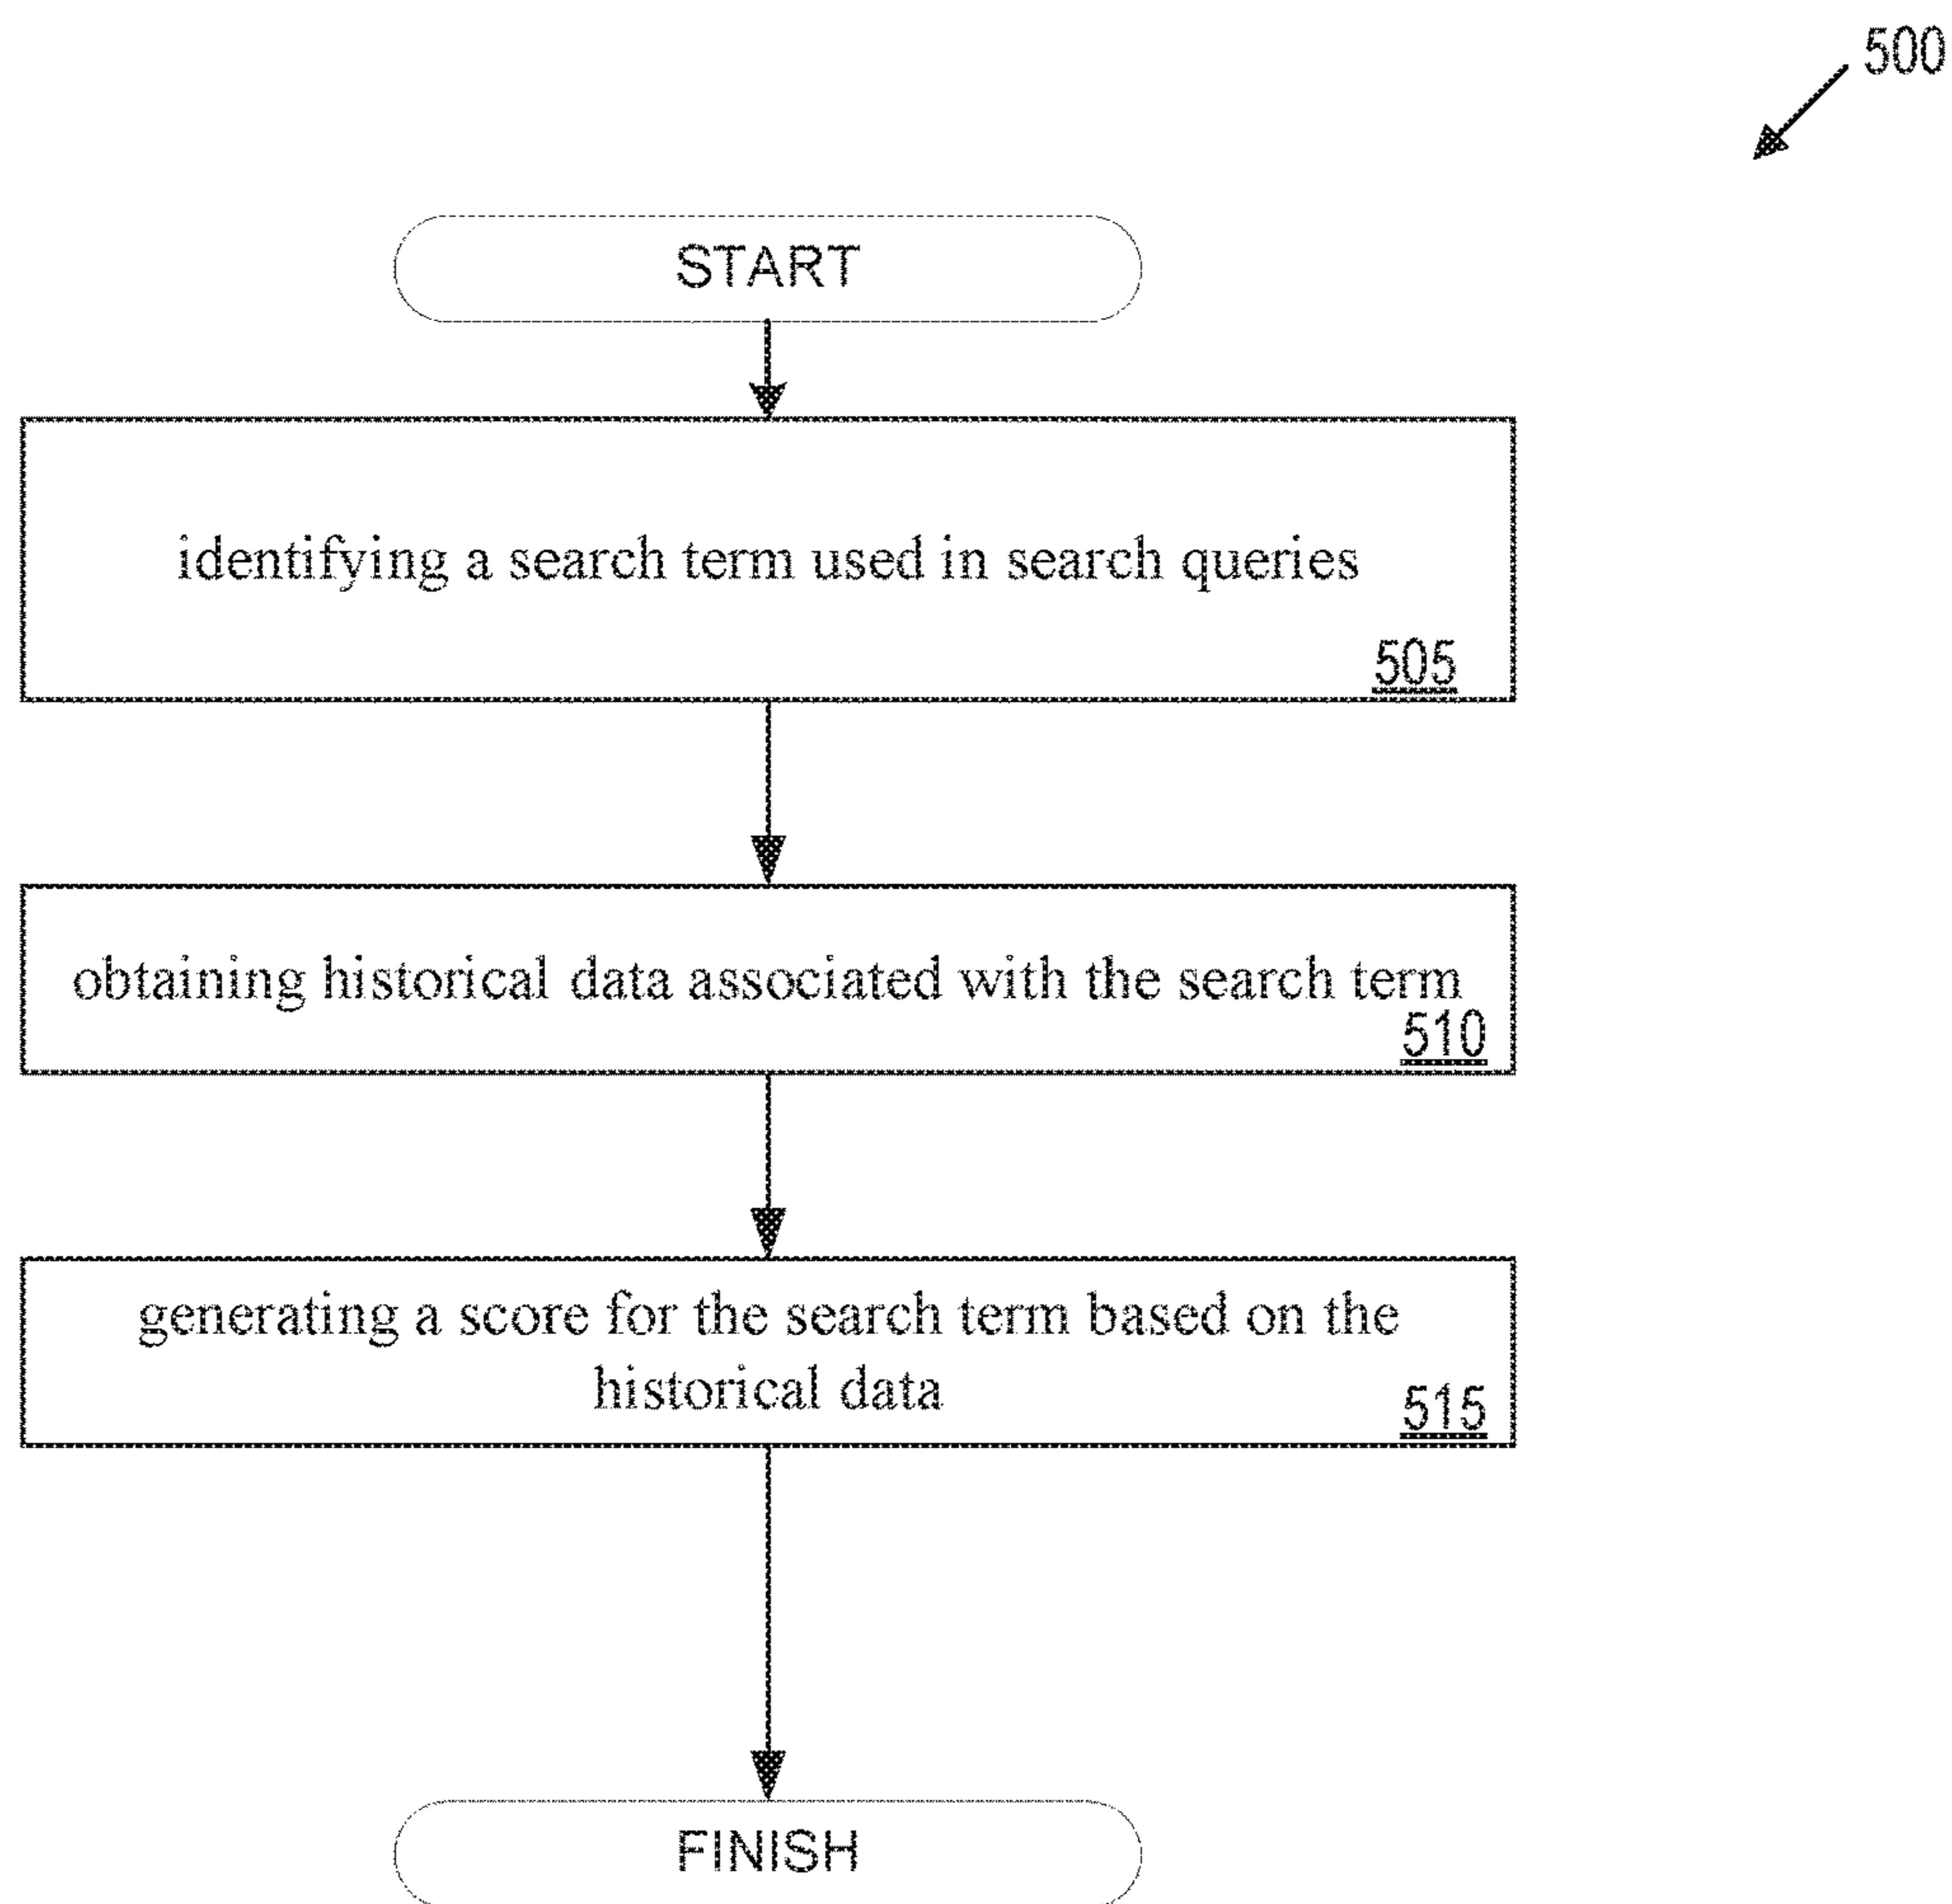 500
START
identifying a search term used in search queries
505
obtaining historical data associated with the search term
510
generating a score for the search term based on the
historical data
515
FINISH